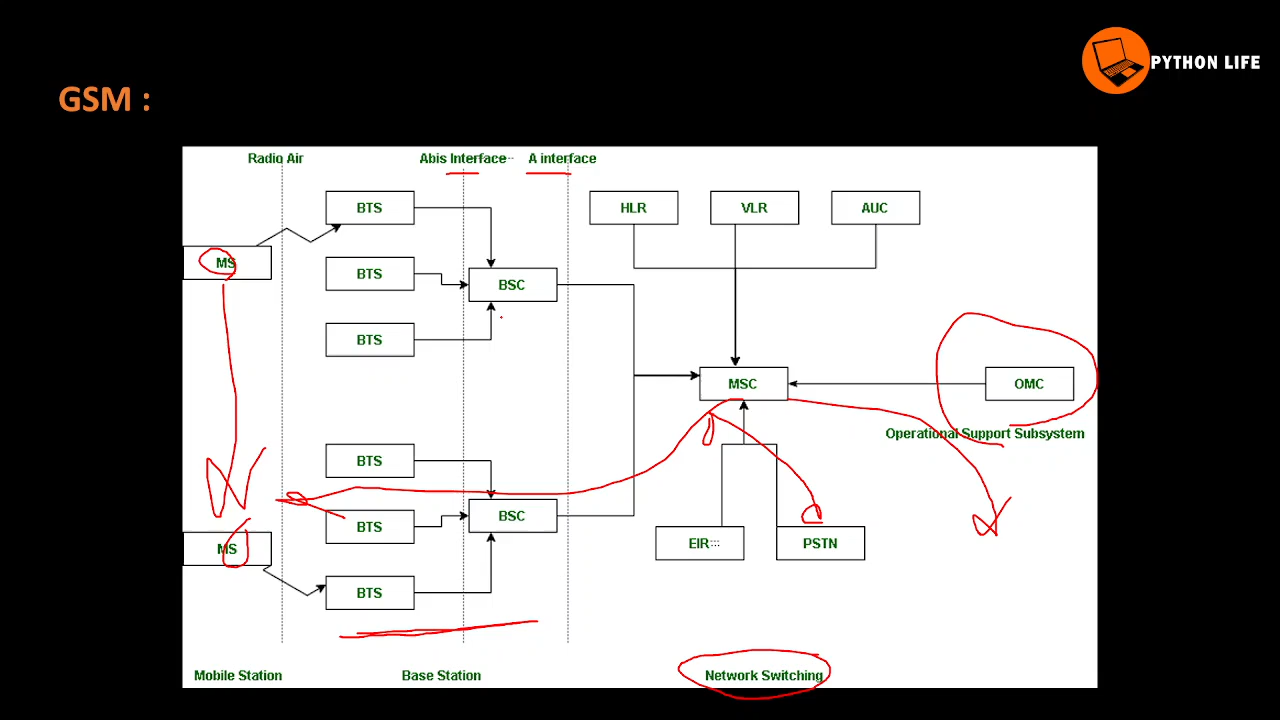 PYTHON LIFE
GSM :
Radio Air
Abis Interface
A interface
BTS
HLR
VLR
AUC
MS
BTS
BSC
BTS
MSC
OMC
Operational Support Subsystem
BTS
BSC
BTS
EIR
PSTN
MS
BTS
Mobile Station
Base Station
Network Switching